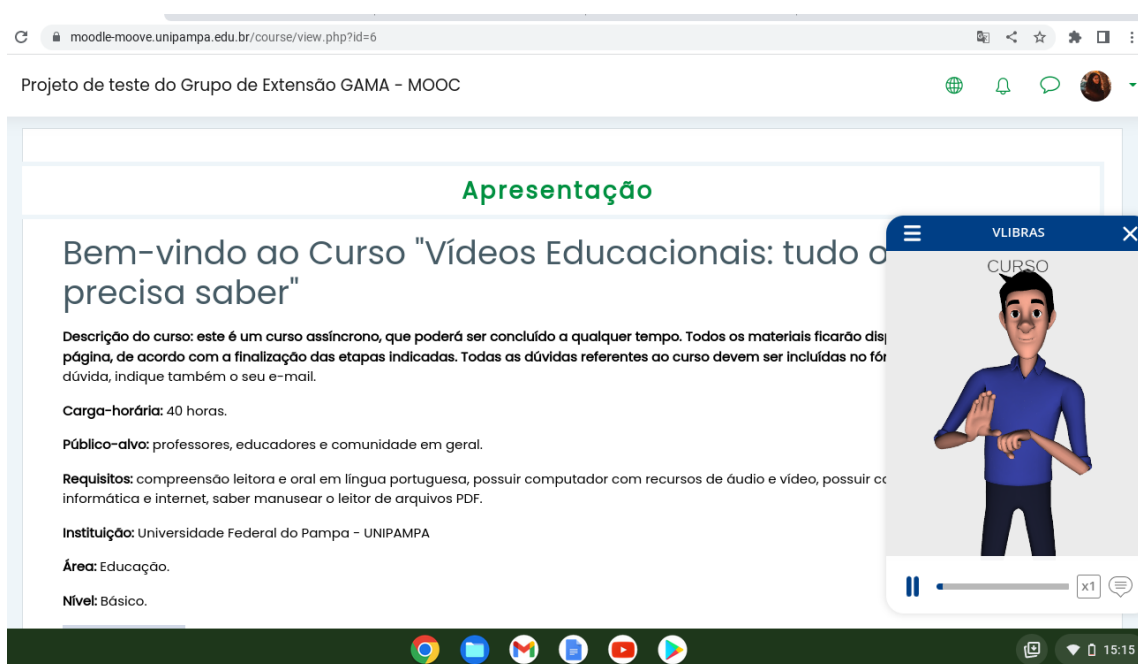 moodle-moove.unipampa.edu.br/course/view.php?id=6
Projeto de teste do Grupo de Extensão GAMA - MOOC
Apresentação
Bem-vindo ao Curso "Vídeos Educacionais: tudo o
precisa saber"
Descrição do curso: este é um curso assíncrono, que poderá ser concluído a qualquer tempo. Todos os materiais ficarão
página, de acordo com a finalização das etapas indicadas. Todas as dúvidas referentes ao curso devem ser incluídas no
dúvida, indique também o seu e-mail.
Carga-horária: 40 horas.
Público-alvo: professores, educadores e comunidade em geral.
Requisitos: compreensão leitora e oral em língua portuguesa, possuir computador com recursos de áudio e vídeo, possuir
informática e internet, saber manusear o leitor de arquivos PDF.
Instituição: Universidade Federal do Pampa - UNIPAMPA
Área: Educação.
Nível: Básico.
VLIBRAS
CURSO
x1
15:15